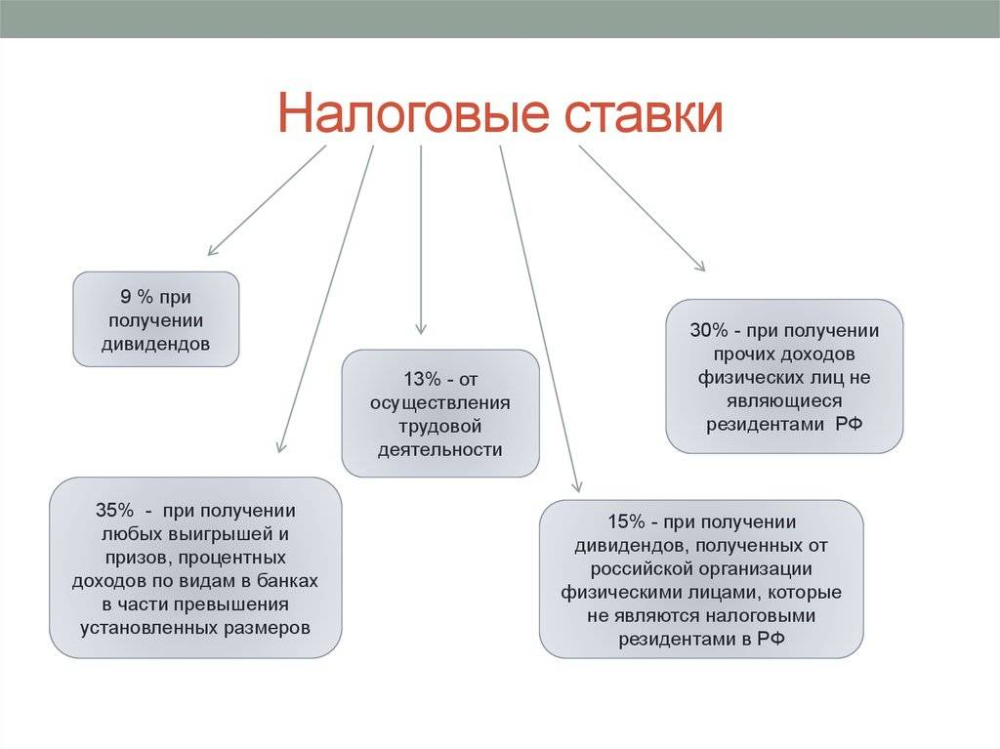 Налоговые ставки
9 % при
получении
дивидендов
13% - от
осуществления
трудовой
деятельности
30% - при получении
прочих доходов
физических лиц не
являющиеся
резидентами РФ
35% - при получении
любых выигрышей и
призов, процентных
доходов по видам в банках
в части превышения
установленных размеров
15% - при получении
дивидендов, полученных от
российской организации
физическими лицами, которые
не являются налоговыми
резидентами в РФ